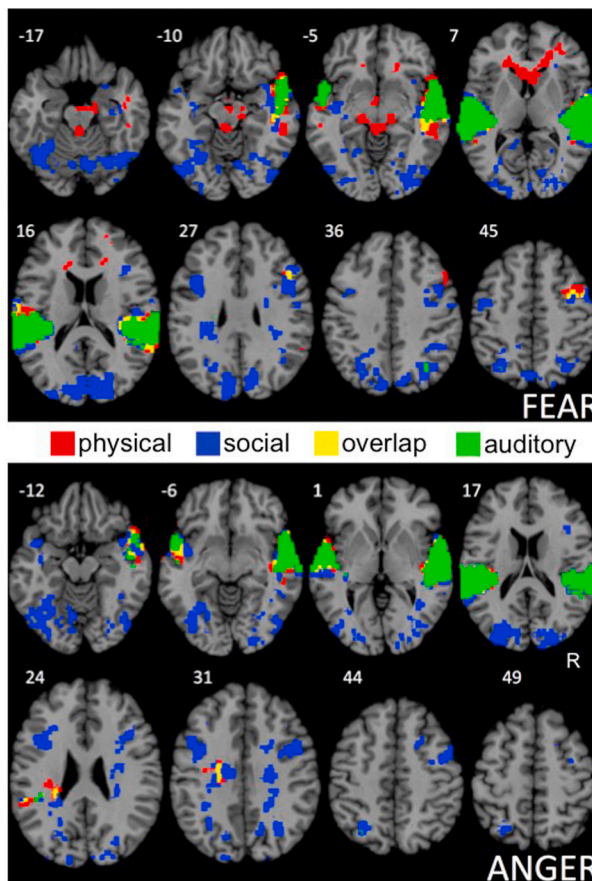 -17 -10 -5 7
16 27 36 45
FEAR
physical social overlap auditory
-12 -6 1 17
R
24 31 44 49
ANGER